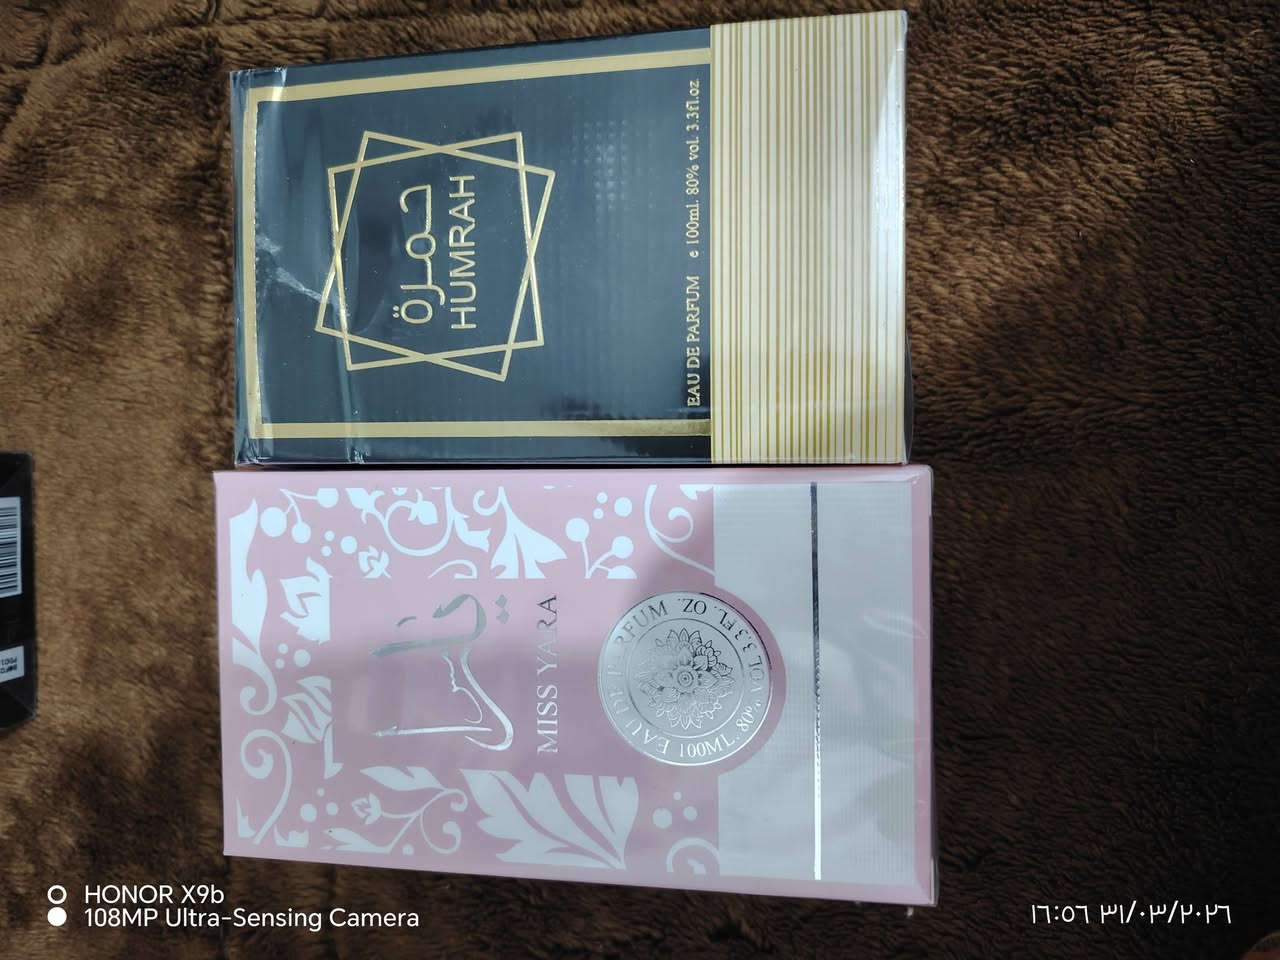 حمرة
HUMRAH
EAU DE PARFUM e 100ml. 80% vol. 3.3fl.oz.
MISS YARA
EAU DE PARFUM
100ML. 80% VOL 3.3 FL. OZ.
HONOR X9b
108MP Ultra-Sensing Camera
٣١/٠٣/٢٠٢٦ ١٦:٥٦